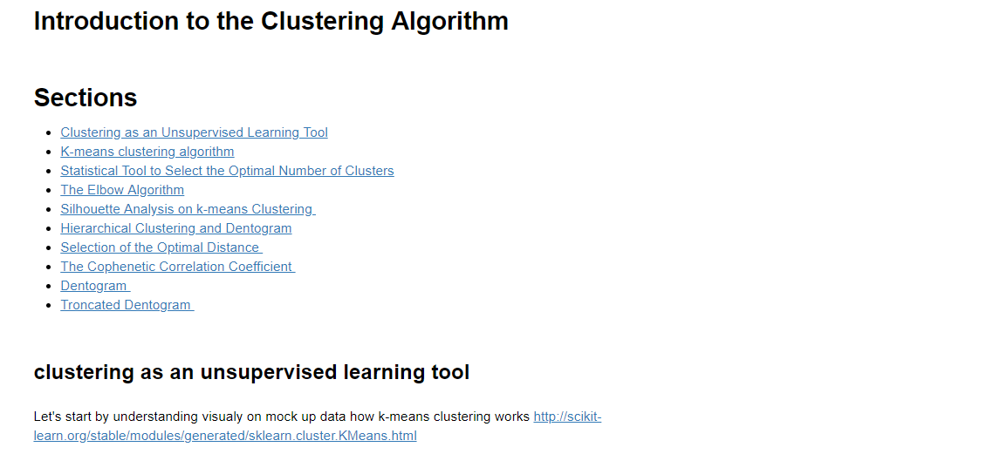 Introduction to the Clustering Algorithm
Sections
Clustering as an Unsupervised Learning Tool
K-means clustering algorithm
Statistical Tool to Select the Optimal Number of Clusters
The Elbow Algorithm
Silhouette Analysis on k-means Clustering
Hierarchical Clustering and Dentogram
Selection of the Optimal Distance
The Cophenetic Correlation Coefficient
Dentogram
Troncated Dentogram
clustering as an unsupervised learning tool
Let's start by understanding visualy on mock up data how k-means clustering works http://scikit-
learn.org/stable/modules/generated/sklearn.cluster.KMeans.html